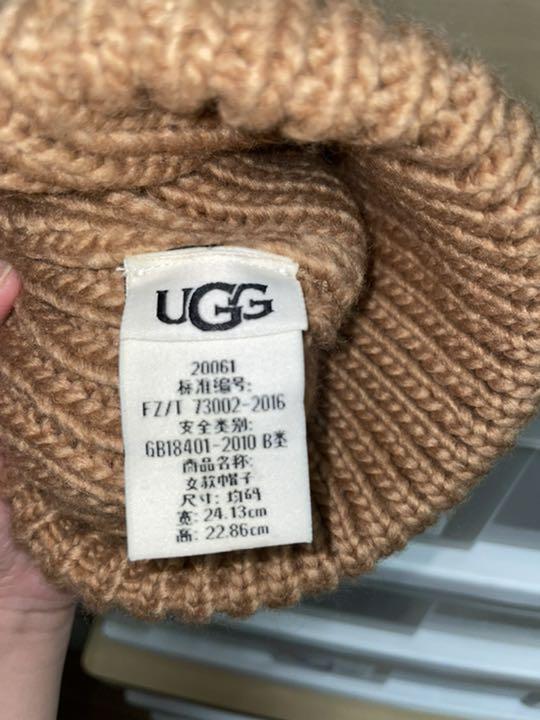 UGG
20061
标准编号:
FZ/T 73002-2016
安全类别:
GB18401-2010 B类
商品名称:
女款帽子
尺寸: 均码
宽: 24.13cm
高: 22.86cm